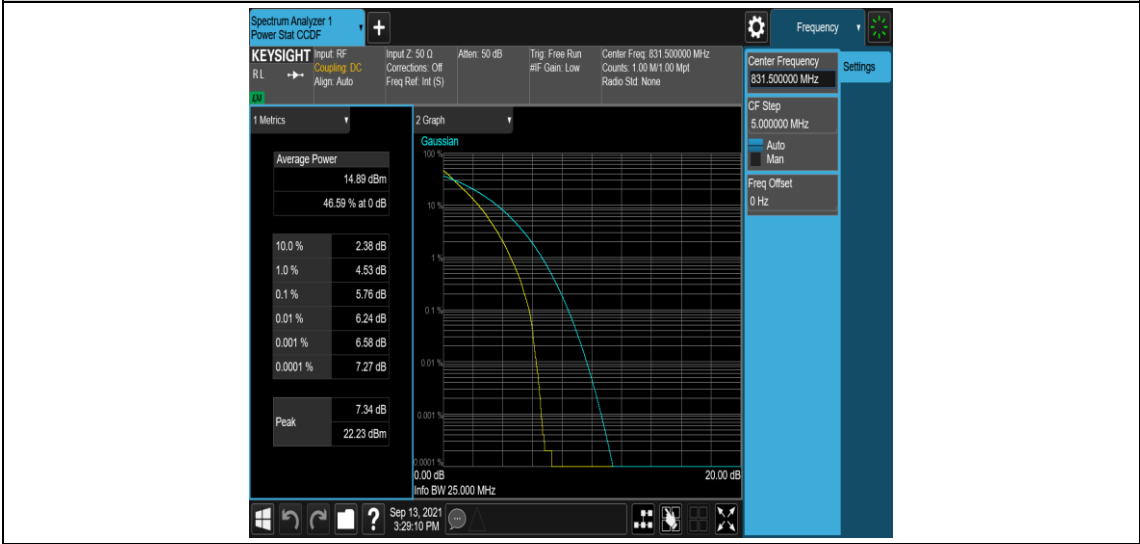 Spectrum Analyzer 1
Power Stat CCDF
+
Frequency
KEYSIGHT
RL
LM
Input: RF
Coupling: DC
Align: Auto
Input Z: 50 Ω
Corrections: Off
Freq Ref: Int (S)
Atten: 50 dB
Trig: Free Run
#IF Gain: Low
Center Freq: 831.500000 MHz
Counts: 1.00 M/1.00 Mpt
Radio Std: None
Center Frequency
831.500000 MHz
Settings
CF Step
5.000000 MHz
Auto
Man
Freq Offset
0 Hz
1 Metrics
Average Power
14.89 dBm
46.59 % at 0 dB
10.0 % 2.38 dB
1.0 % 4.53 dB
0.1 % 5.76 dB
0.01 % 6.24 dB
0.001 % 6.58 dB
0.0001 % 7.27 dB
Peak
7.34 dB
22.23 dBm
2 Graph
Gaussian
100 %
10 %
1 %
0.1 %
0.01 %
0.001 %
0.0001 %
0.00 dB 20.00 dB
Info BW 25.000 MHz
?
Sep 13, 2021
3:29:10 PM